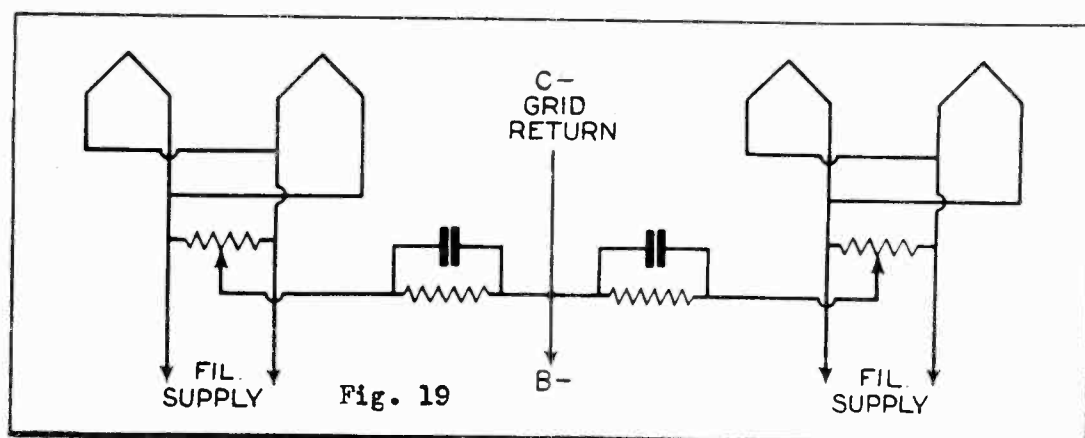 C-
GRID
RETURN
FIL.
SUPPLY
Fig. 19
B-
FIL.
SUPPLY